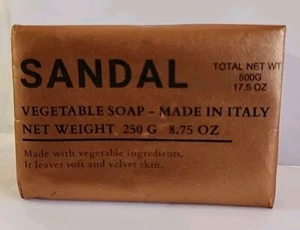 SANDAL
TOTAL NET WT
500G
17.5 OZ
VEGETABLE SOAP - MADE IN ITALY
NET WEIGHT 250 G 8.75 OZ
Made with vegetable ingredients.
It leaves soft and velvet skin.